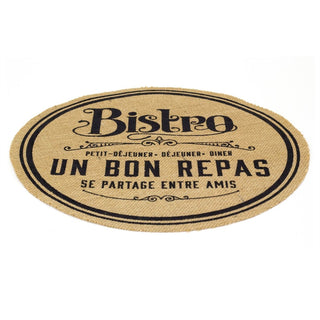 Bistro
PETIT-DÉJEUNER- DÉJEUNER- DINER
UN BON REPAS
SE PARTAGE ENTRE AMIS